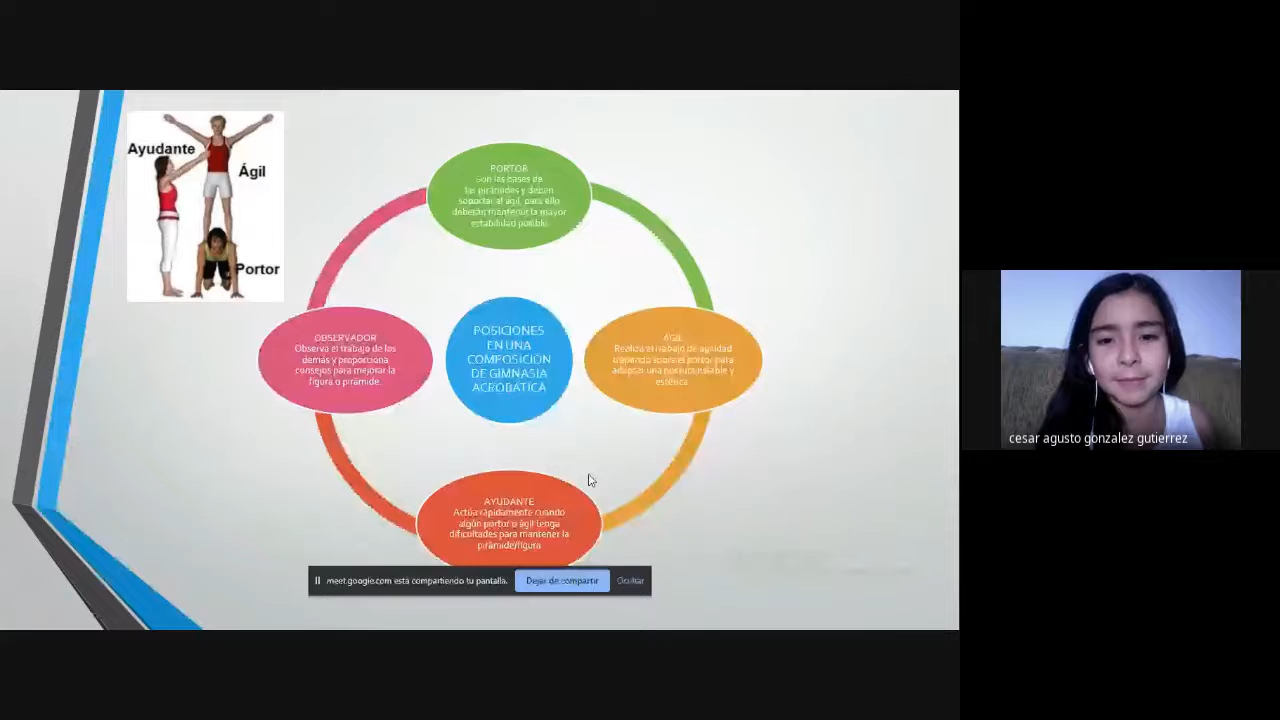 Ayudante
Ágil
Portor
PORTOR
Son las bases de
las pirámides y deben
soportar al ágil, para ello
deberán mantener la mayor
estabilidad posible.
OBSERVADOR
Observa el trabajo de los
demás y proporciona
consejos para mejorar la
figura o pirámide.
POSICIONES
EN UNA
COMPOSICIÓN
DE GIMNASIA
ACROBÁTICA
ÁGIL
Realiza el trabajo de agilidad
trepando sobre el portor para
adoptar una postura estable y
estética
AYUDANTE
Actúa rápidamente cuando
algún portor o ágil tenga
dificultades para mantener la
pirámide/figura
meet.google.com está compartiendo tu pantalla.
Dejar de compartir
Ocultar
cesar agusto gonzalez gutierrez